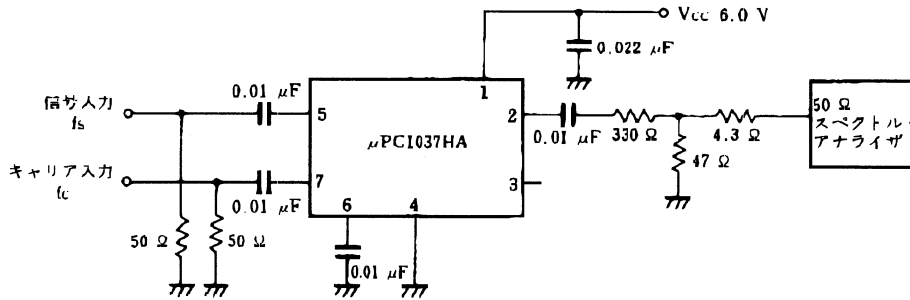 Vcc 6.0 V
0.022 μF
0.01 μF
信号入力
fs
5
1
2
μPC1037HA
0.01 μF
330 Ω
4.3 Ω
50 Ω
スペクトル・
アナライザ
47 Ω
キャリア入力
fc
7
3
0.01 μF
6
4
50 Ω
50 Ω
0.01 μF